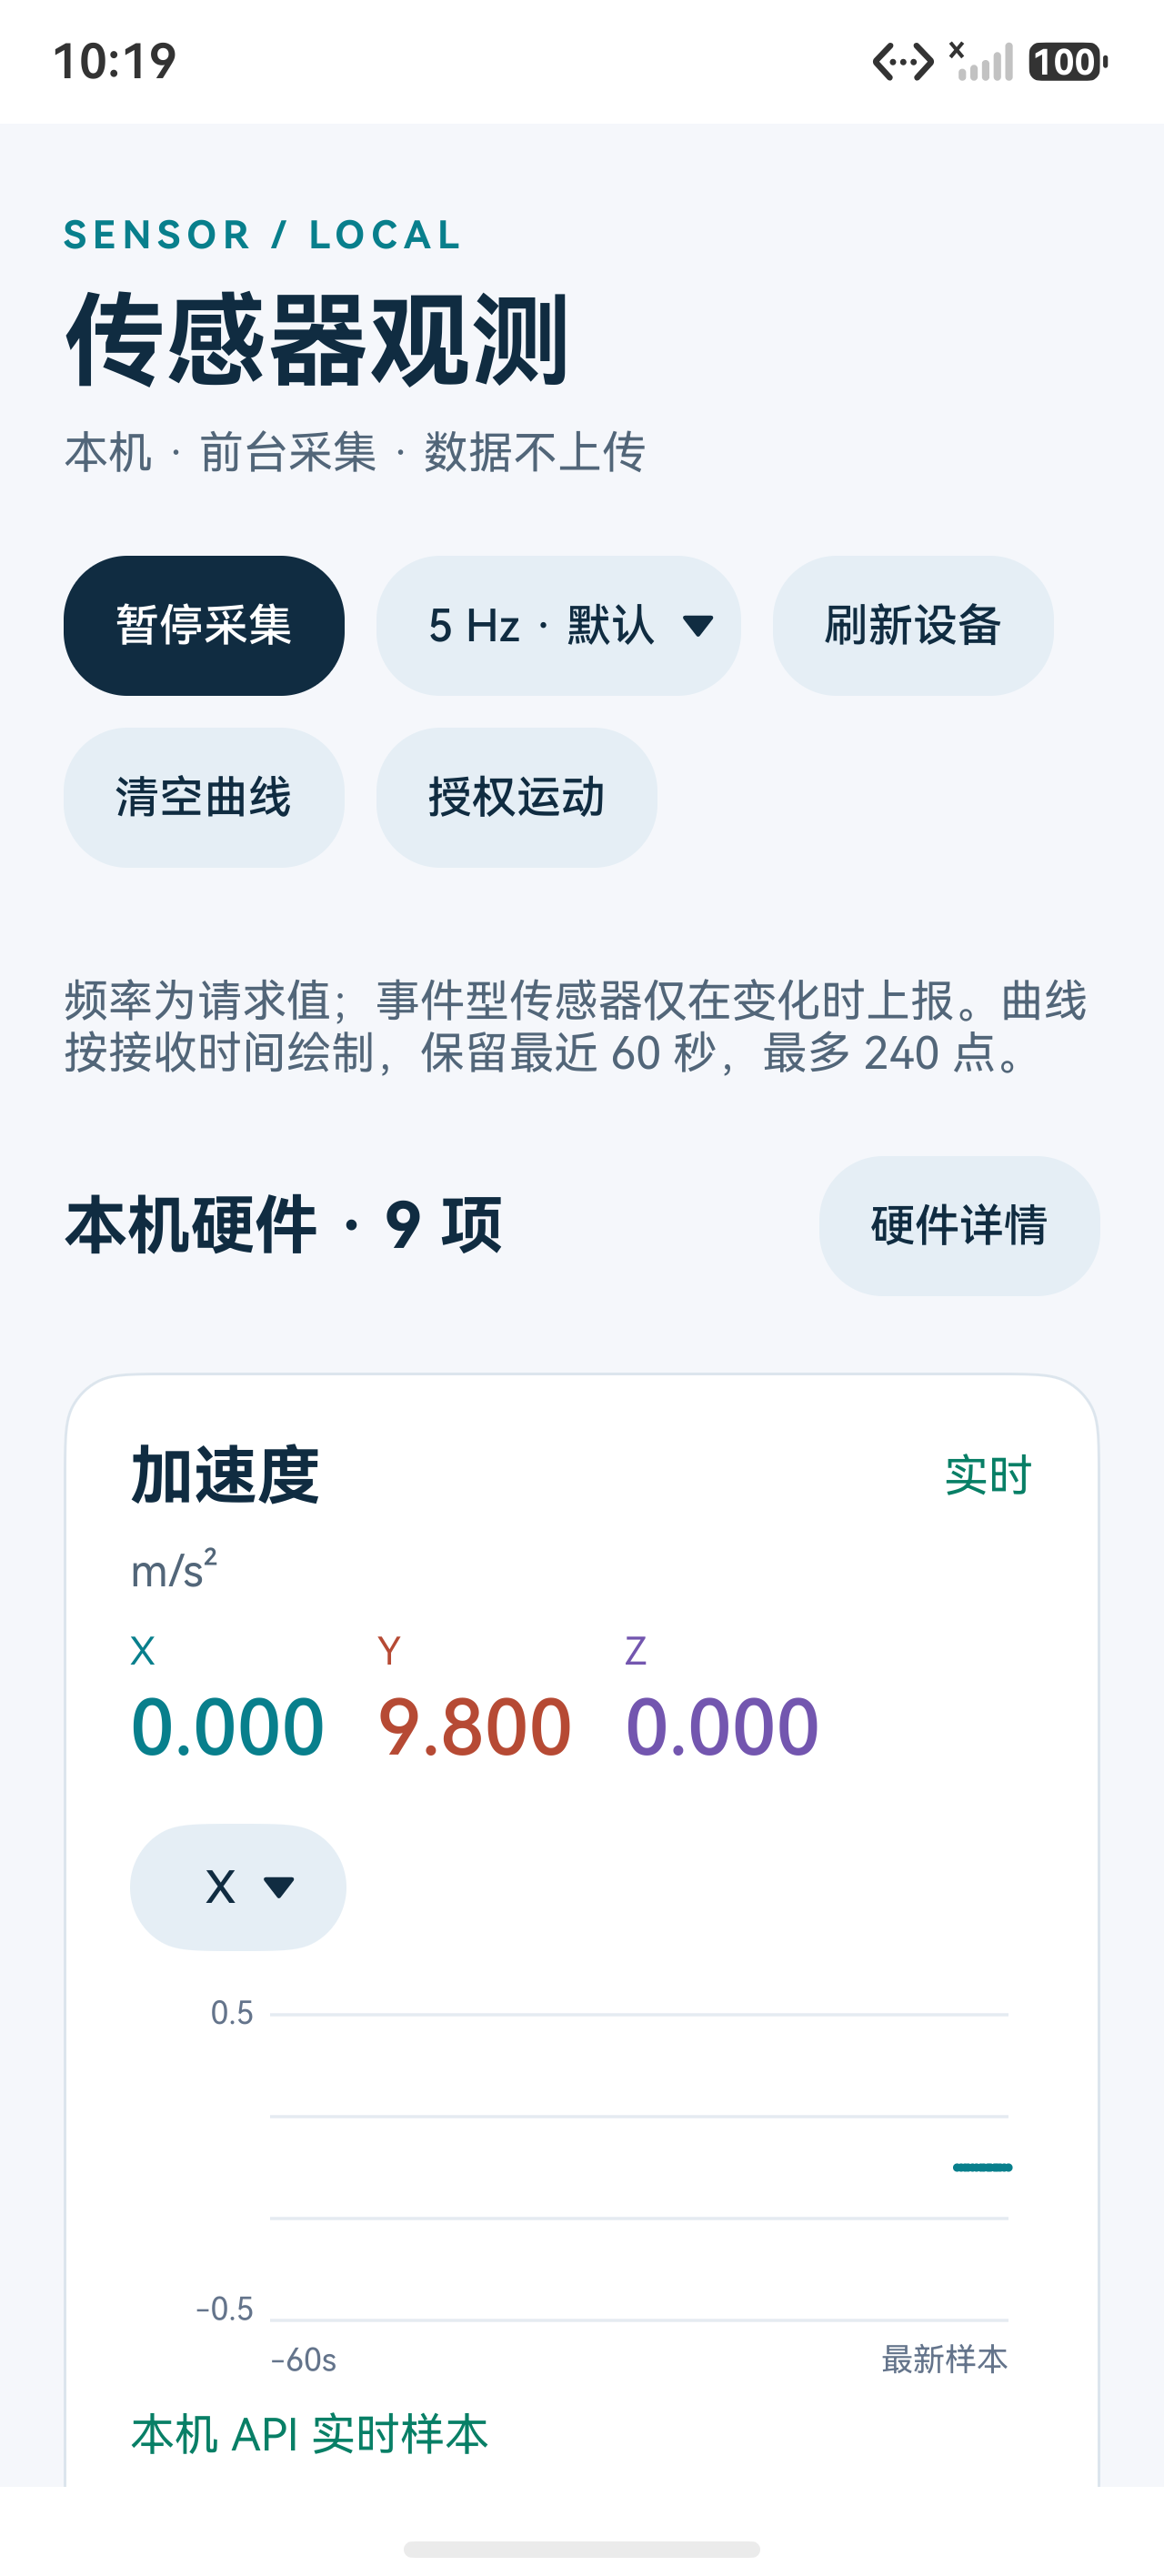 10:19
100
SENSOR / LOCAL
传感器观测
本机 · 前台采集 · 数据不上传
暂停采集
5 Hz · 默认
刷新设备
清空曲线
授权运动
频率为请求值；事件型传感器仅在变化时上报。曲线
按接收时间绘制，保留最近 60 秒，最多 240 点。
本机硬件 · 9 项
硬件详情
加速度
实时
m/s²
X Y Z
0.000 9.800 0.000
X
0.5
-0.5
-60s
最新样本
本机 API 实时样本